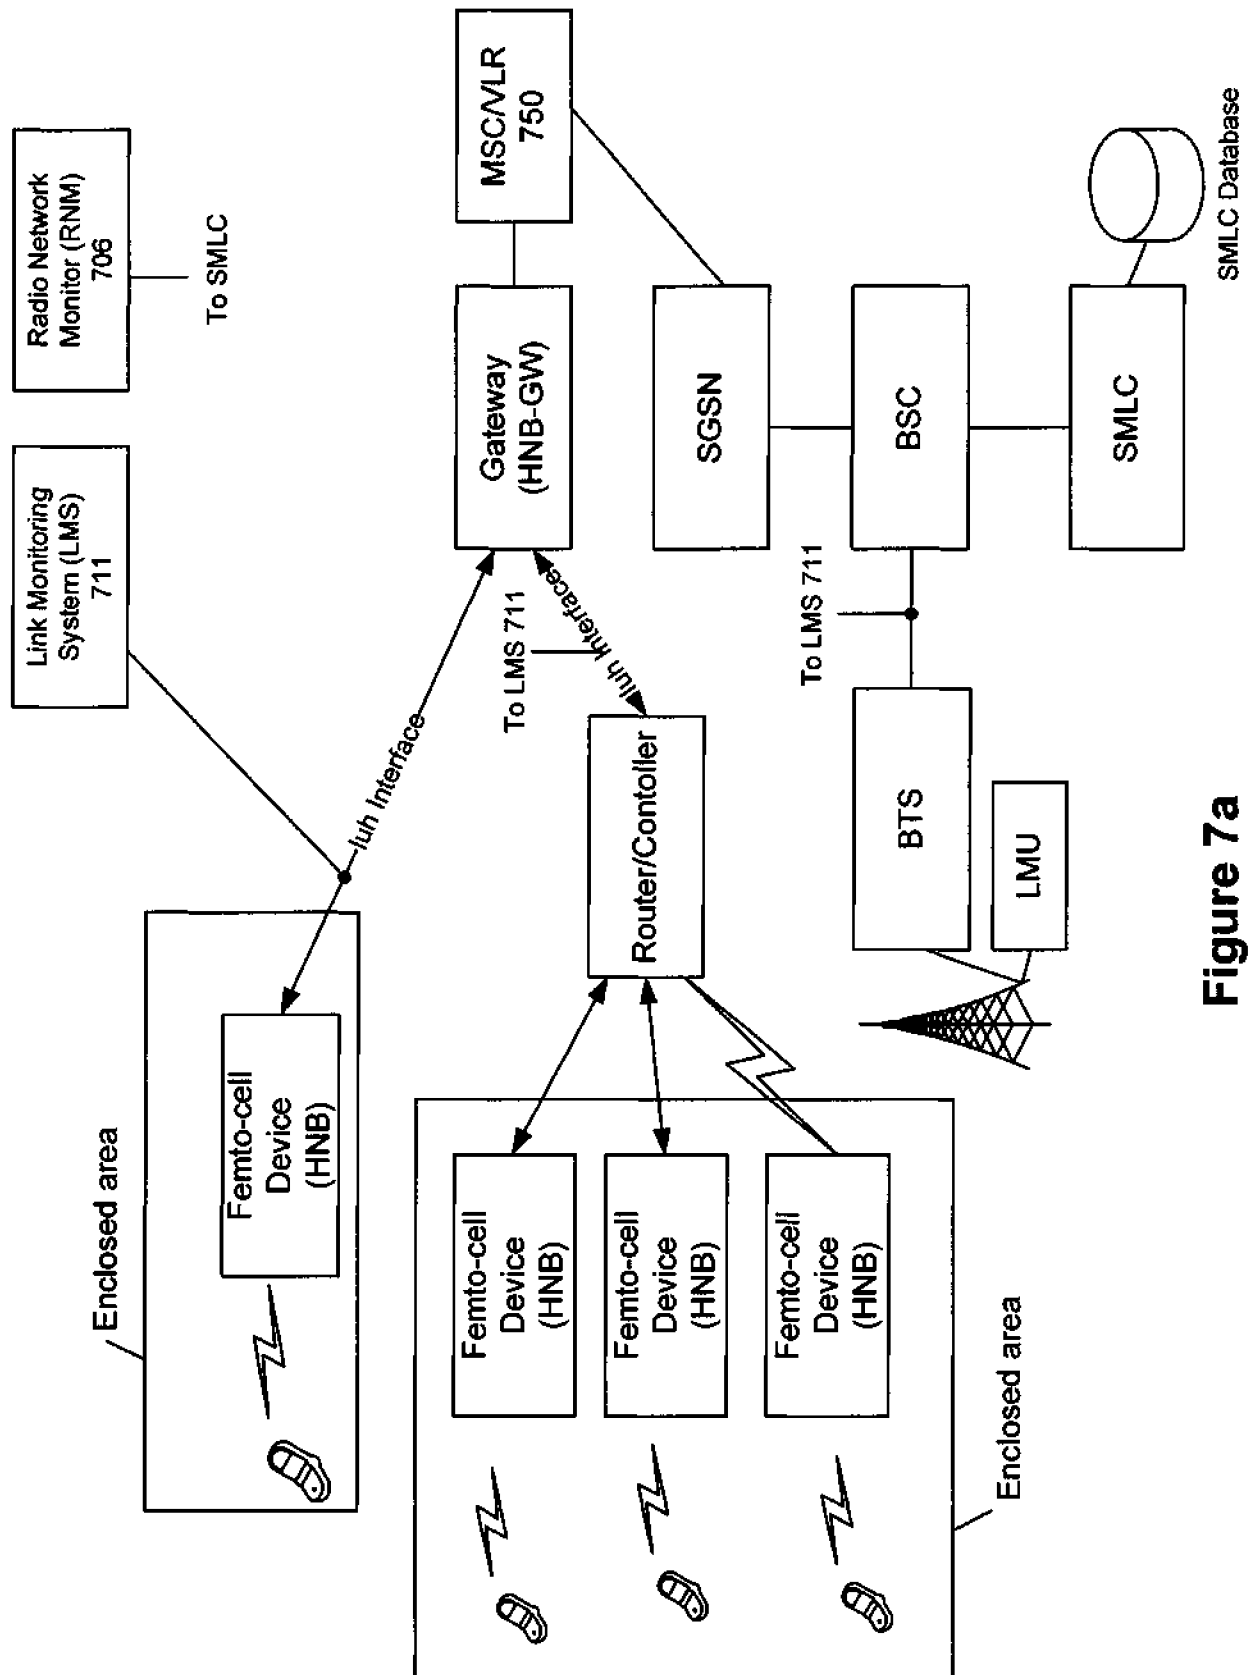 Enclosed area
Femto-cell
Device
(HNB)
Link Monitoring
System (LMS)
711
Radio Network
Monitor (RNM)
706
To SMLC
Iuh Interface
Femto-cell
Device
(HNB)
Femto-cell
Device
(HNB)
Femto-cell
Device
(HNB)
Enclosed area
Router/Contoller
To LMS 711
Iuh Interface
Gateway
(HNB-GW)
MSC/VLR
750
SGSN
To LMS 711
BTS
LMU
BSC
SMLC
SMLC Database
Figure 7a